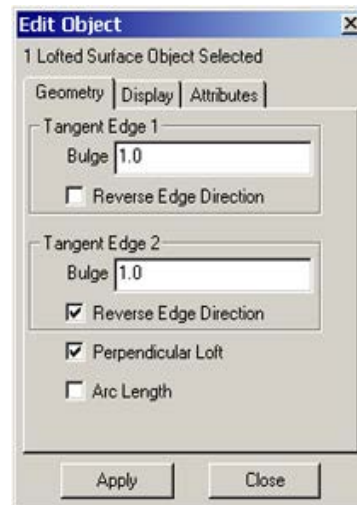 Edit Object
1 Lofted Surface Object Selected
Geometry Display Attributes
Tangent Edge 1
Bulge 1.0
Reverse Edge Direction
Tangent Edge 2
Bulge 1.0
Reverse Edge Direction
Perpendicular Loft
Arc Length
Apply Close